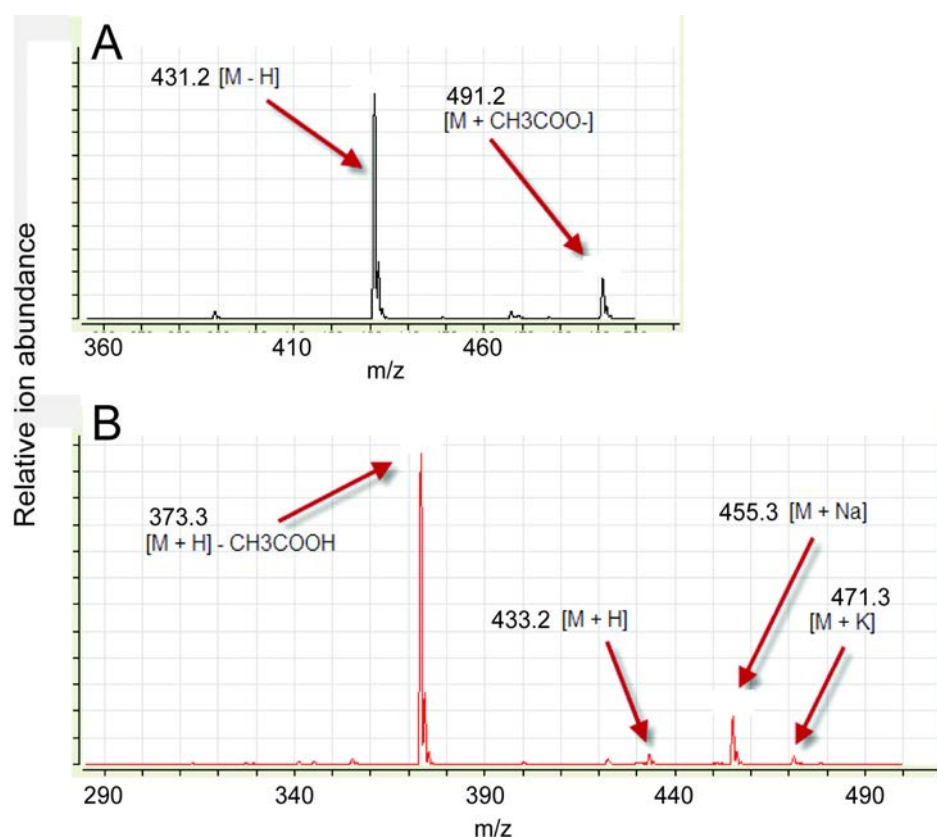 Relative ion abundance
A
431.2 [M - H]
491.2
[M + CH3COO-]
360
410
460
m/z
B
373.3
[M + H] - CH3COOH
433.2 [M + H]
455.3 [M + Na]
471.3
[M + K]
290
340
390
440
490
m/z